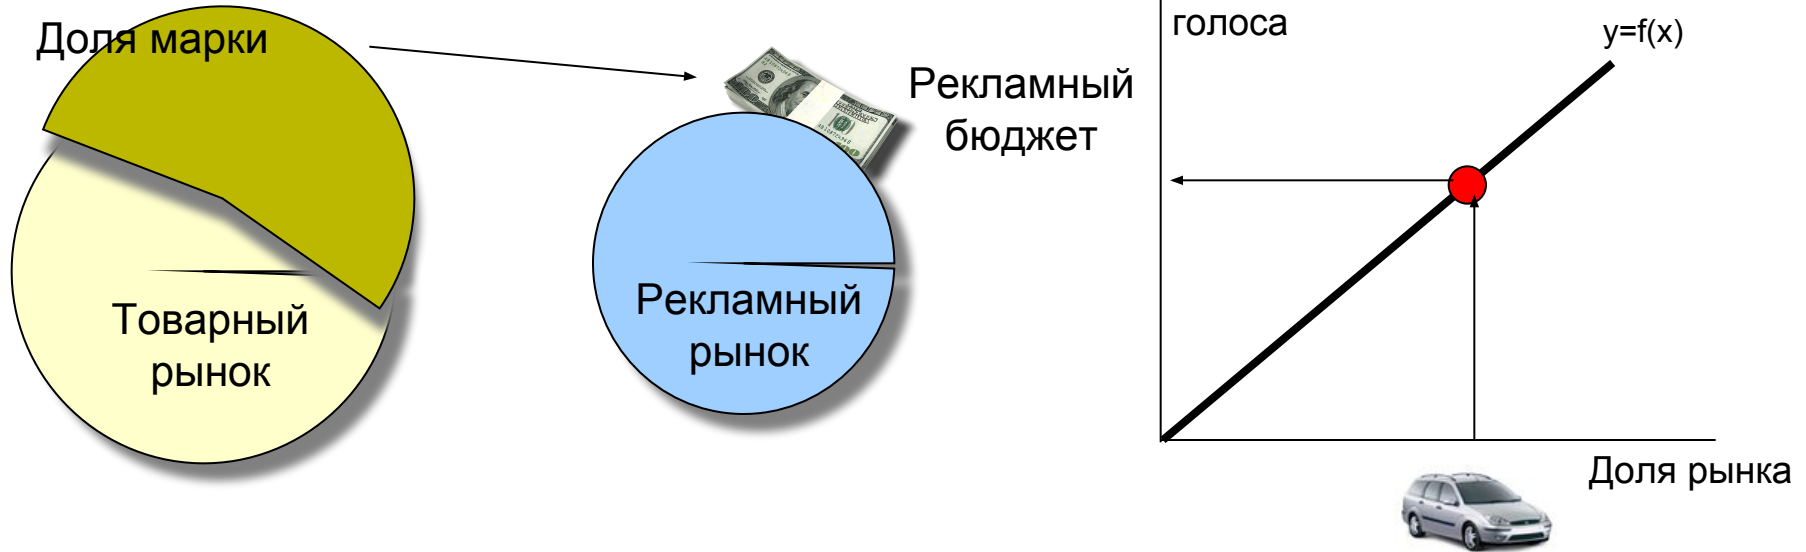 Доля марки
Товарный
рынок
Рекламный
бюджет
Рекламный
рынок
голоса
y=f(x)
Доля рынка